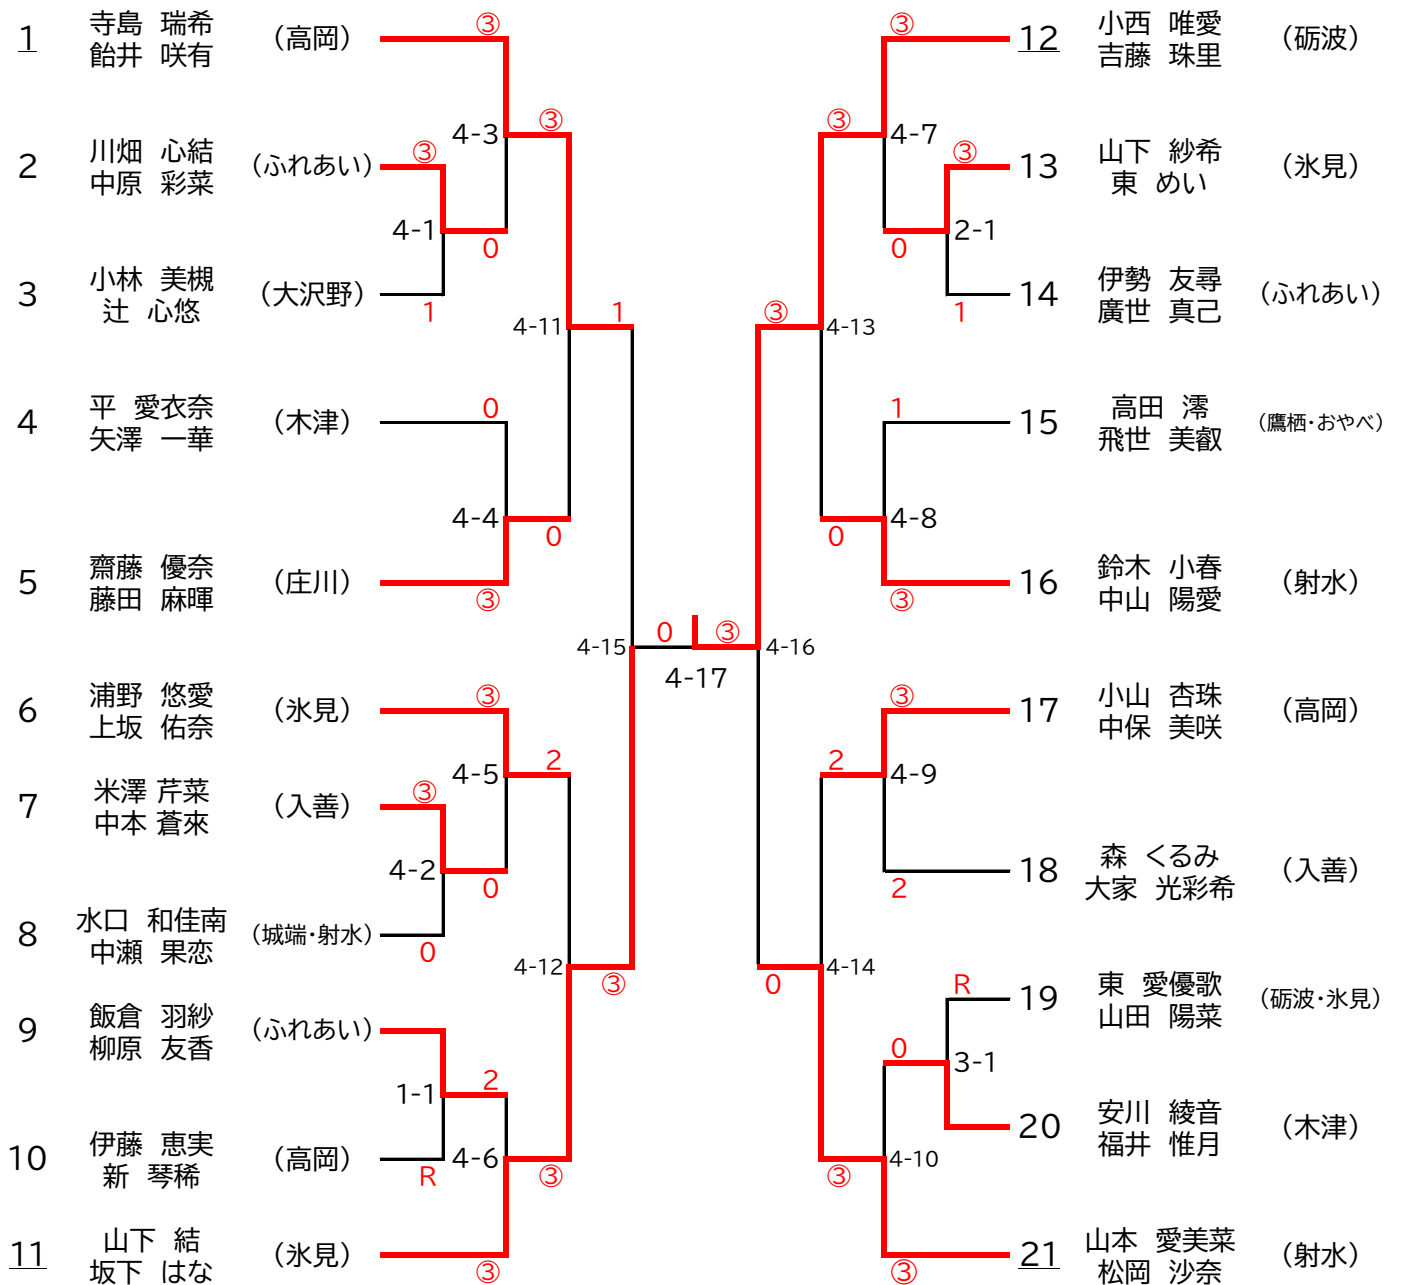 1
寺島 瑞希
飴井 咲有
（高岡）
③
4-3
③
2
川畑 心結
中原 彩菜
（ふれあい）
③
4-1
0
3
小林 美槻
辻 心悠
（大沢野）
1
4-11
1
4
平 愛衣奈
矢澤 一華
（木津）
0
4-4
0
5
齋藤 優奈
藤田 麻暉
（庄川）
③
4-15
0
6
浦野 悠愛
上坂 佑奈
（氷見）
③
4-5
2
7
米澤 芹菜
中本 蒼來
（入善）
③
4-2
0
8
水口 和佳南
中瀬 果恋
（城端・射水）
0
4-12
③
9
飯倉 羽紗
柳原 友香
（ふれあい）
1-1
2
10
伊藤 恵実
新 琴稀
（高岡）
R
4-6
③
11
山下 結
坂下 はな
（氷見）
③
4-17
③
12
小西 唯愛
吉藤 珠里
（砺波）
③
4-7
③
13
山下 紗希
東 めい
（氷見）
③
2-1
0
14
伊勢 友尋
廣世 真己
（ふれあい）
1
4-13
③
15
高田 澪
飛世 美叡
（鷹栖・おやべ）
1
4-8
0
16
鈴木 小春
中山 陽愛
（射水）
③
4-16
17
小山 杏珠
中保 美咲
（高岡）
③
4-9
2
18
森 くるみ
大家 光彩希
（入善）
2
4-14
0
19
東 愛優歌
山田 陽菜
（砺波・氷見）
R
3-1
0
20
安川 綾音
福井 惟月
（木津）
4-10
③
21
山本 愛美菜
松岡 沙奈
（射水）
③